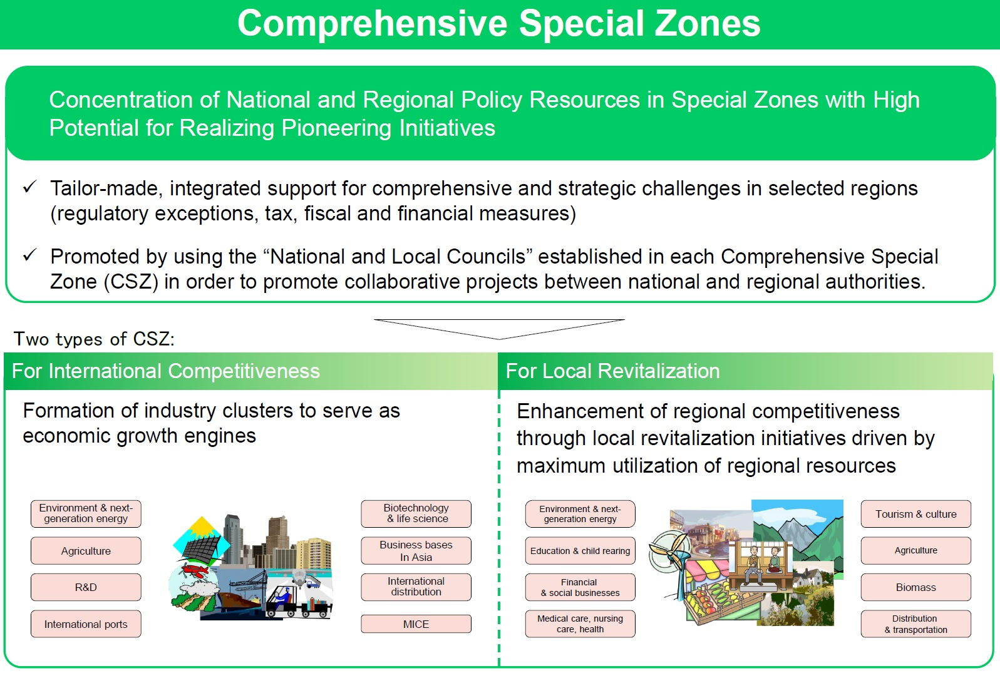 Comprehensive Special Zones
Concentration of National and Regional Policy Resources in Special Zones with High
Potential for Realizing Pioneering Initiatives
✓ Tailor-made, integrated support for comprehensive and strategic challenges in selected regions
(regulatory exceptions, tax, fiscal and financial measures)
✓ Promoted by using the “National and Local Councils” established in each Comprehensive Special
Zone (CSZ) in order to promote collaborative projects between national and regional authorities.
Two types of CSZ:
For International Competitiveness
Formation of industry clusters to serve as
economic growth engines
Environment & next-
generation energy
Agriculture
R&D
International ports
Biotechnology
& life science
Business bases
In Asia
International
distribution
MICE
For Local Revitalization
Enhancement of regional competitiveness
through local revitalization initiatives driven by
maximum utilization of regional resources
Environment & next-
generation energy
Education & child rearing
Financial
& social businesses
Medical care, nursing
care, health
Tourism & culture
Agriculture
Biomass
Distribution
& transportation